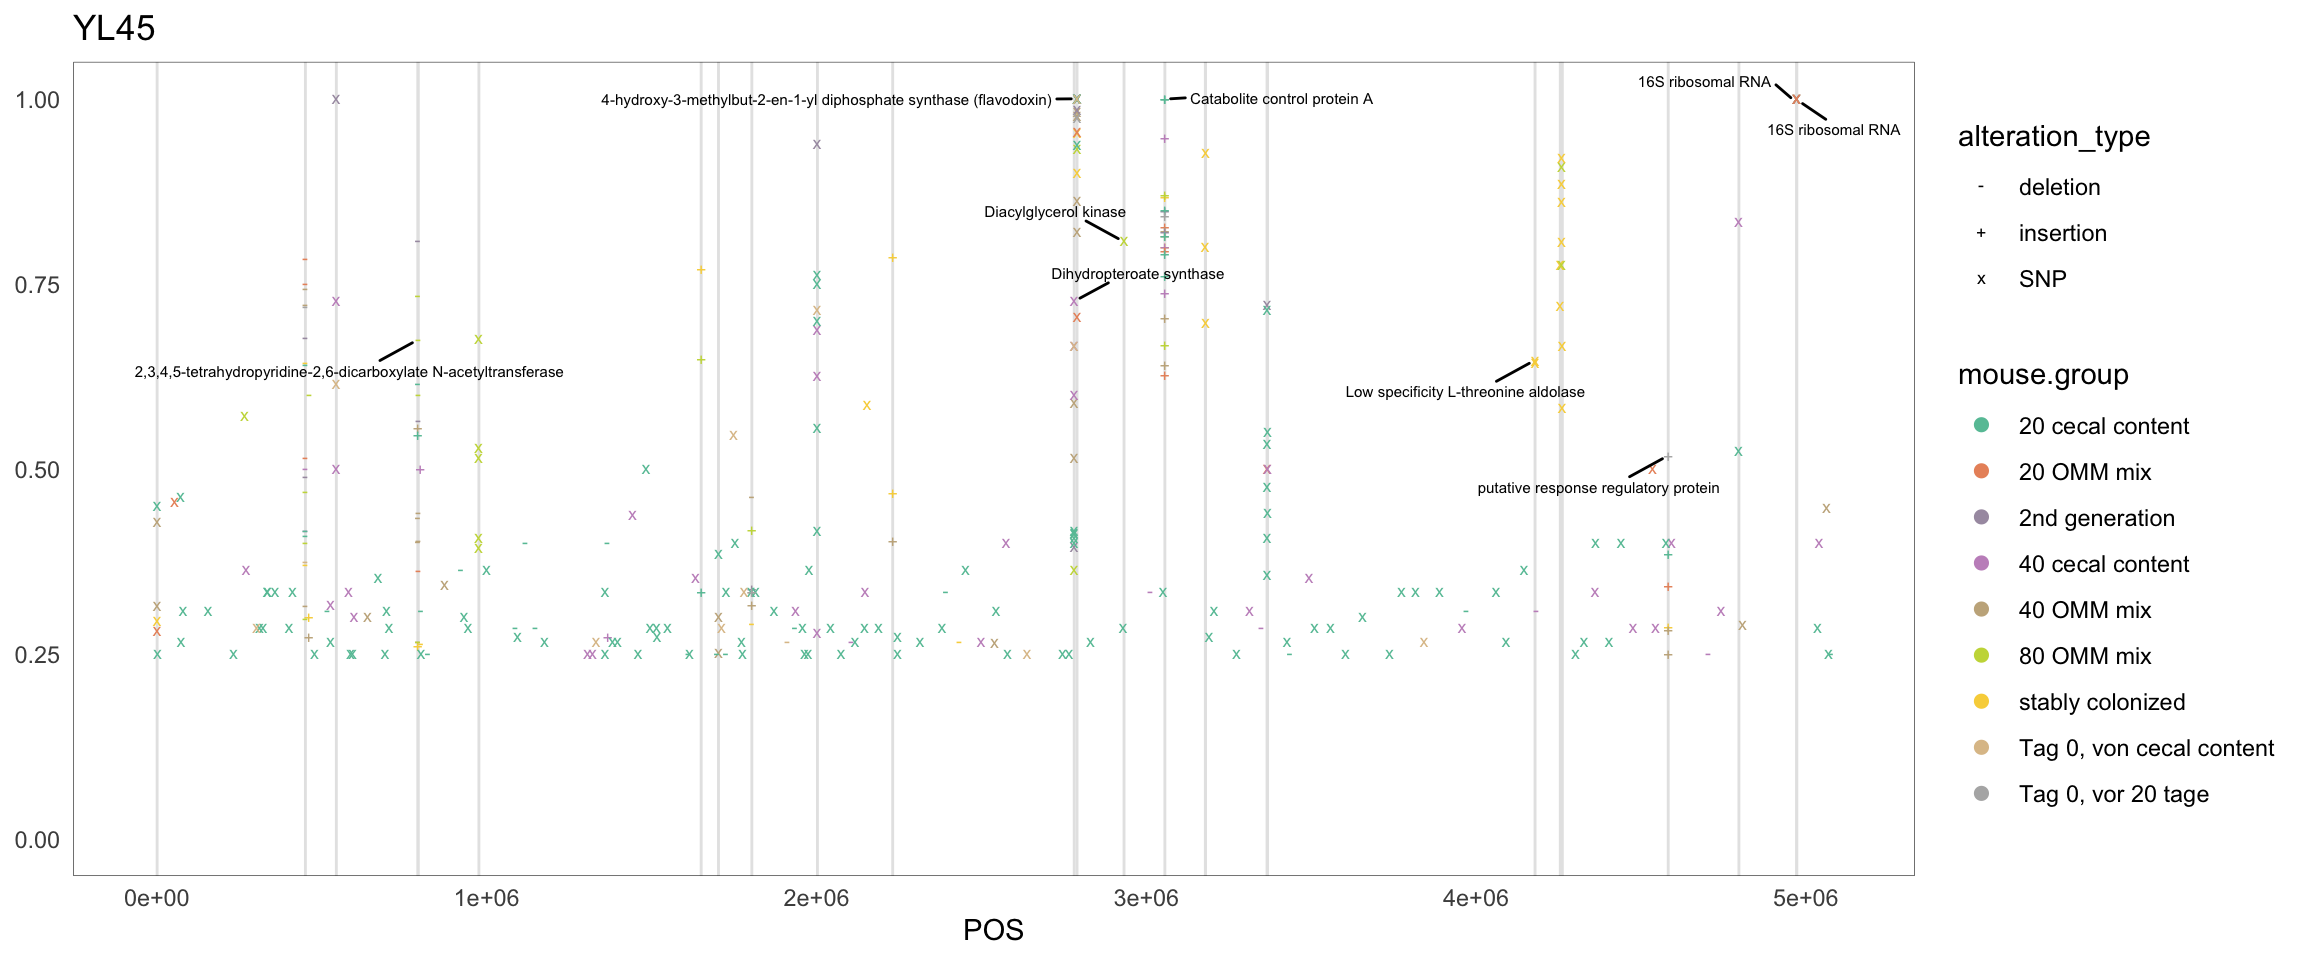 YL45
1.00
0.75
0.50
0.25
0.00
16S ribosomal RNA
4-hydroxy-3-methylbut-2-en-1-yl diphosphate synthase (flavodoxin)
Catabolite control protein A
16S ribosomal RNA
Diacylglycerol kinase
Dihydropteroate synthase
2,3,4,5-tetrahydropyridine-2,6-dicarboxylate N-acetyltransferase
Low specificity L-threonine aldolase
putative response regulatory protein
0e+00
1e+06
2e+06
3e+06
4e+06
5e+06
POS
alteration_type
- deletion
+ insertion
x SNP
mouse.group
20 cecal content
20 OMM mix
2nd generation
40 cecal content
40 OMM mix
80 OMM mix
stably colonized
Tag 0, von cecal content
Tag 0, vor 20 tage